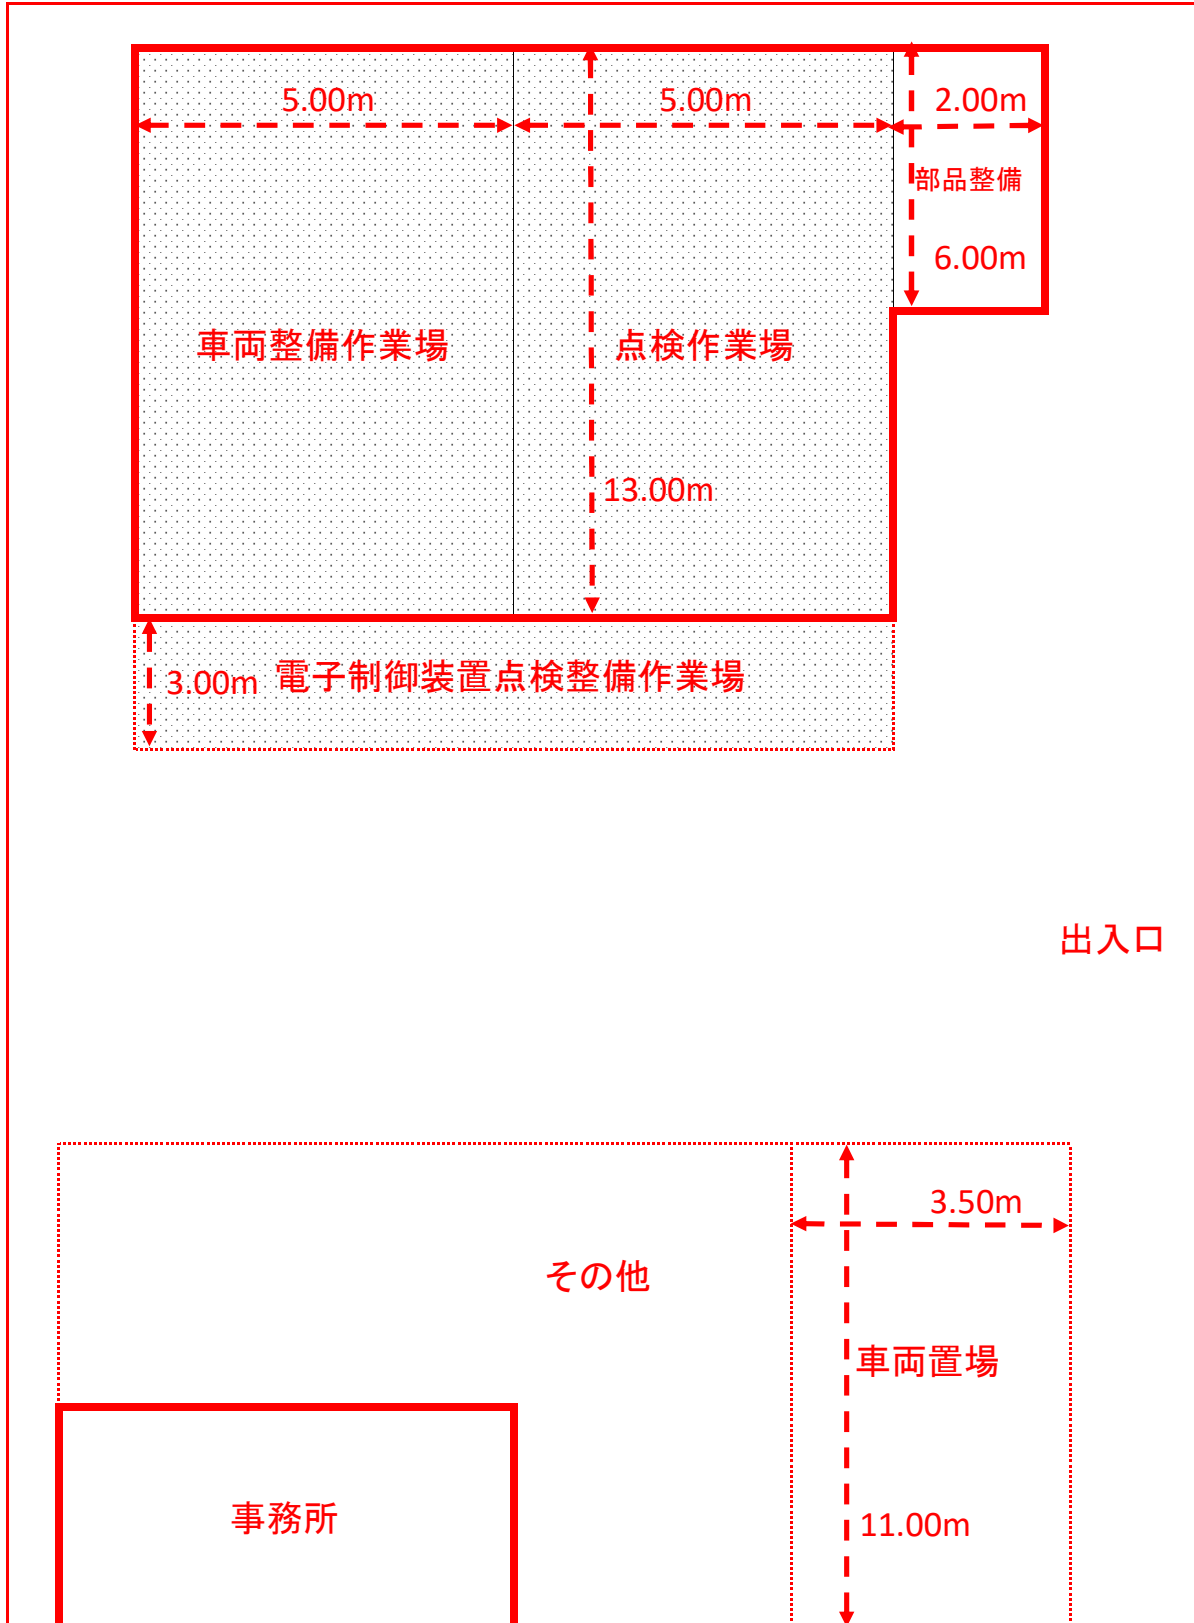 5.00m
5.00m
2.00m
部品整備
6.00m
車両整備作業場
点検作業場
13.00m
3.00m
電子制御装置点検整備作業場
出入口
3.50m
その他
車両置場
事務所
11.00m